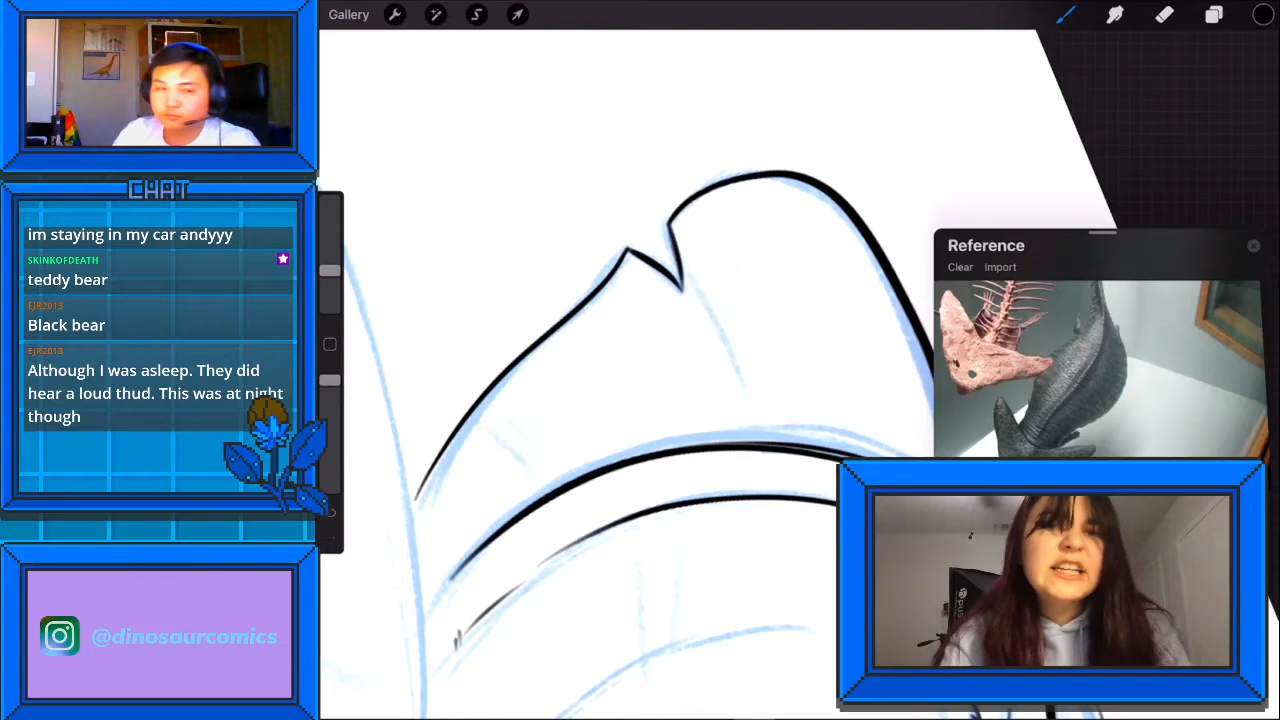 Gallery
CHAT
im staying in my car andyyy
SKINKOFDEATH
teddy bear
EJR2013
Black bear
EJR2013
Although I was asleep. They did
hear a loud thud. This was at night
though
Reference
Clear Import
@dinosaurcomics